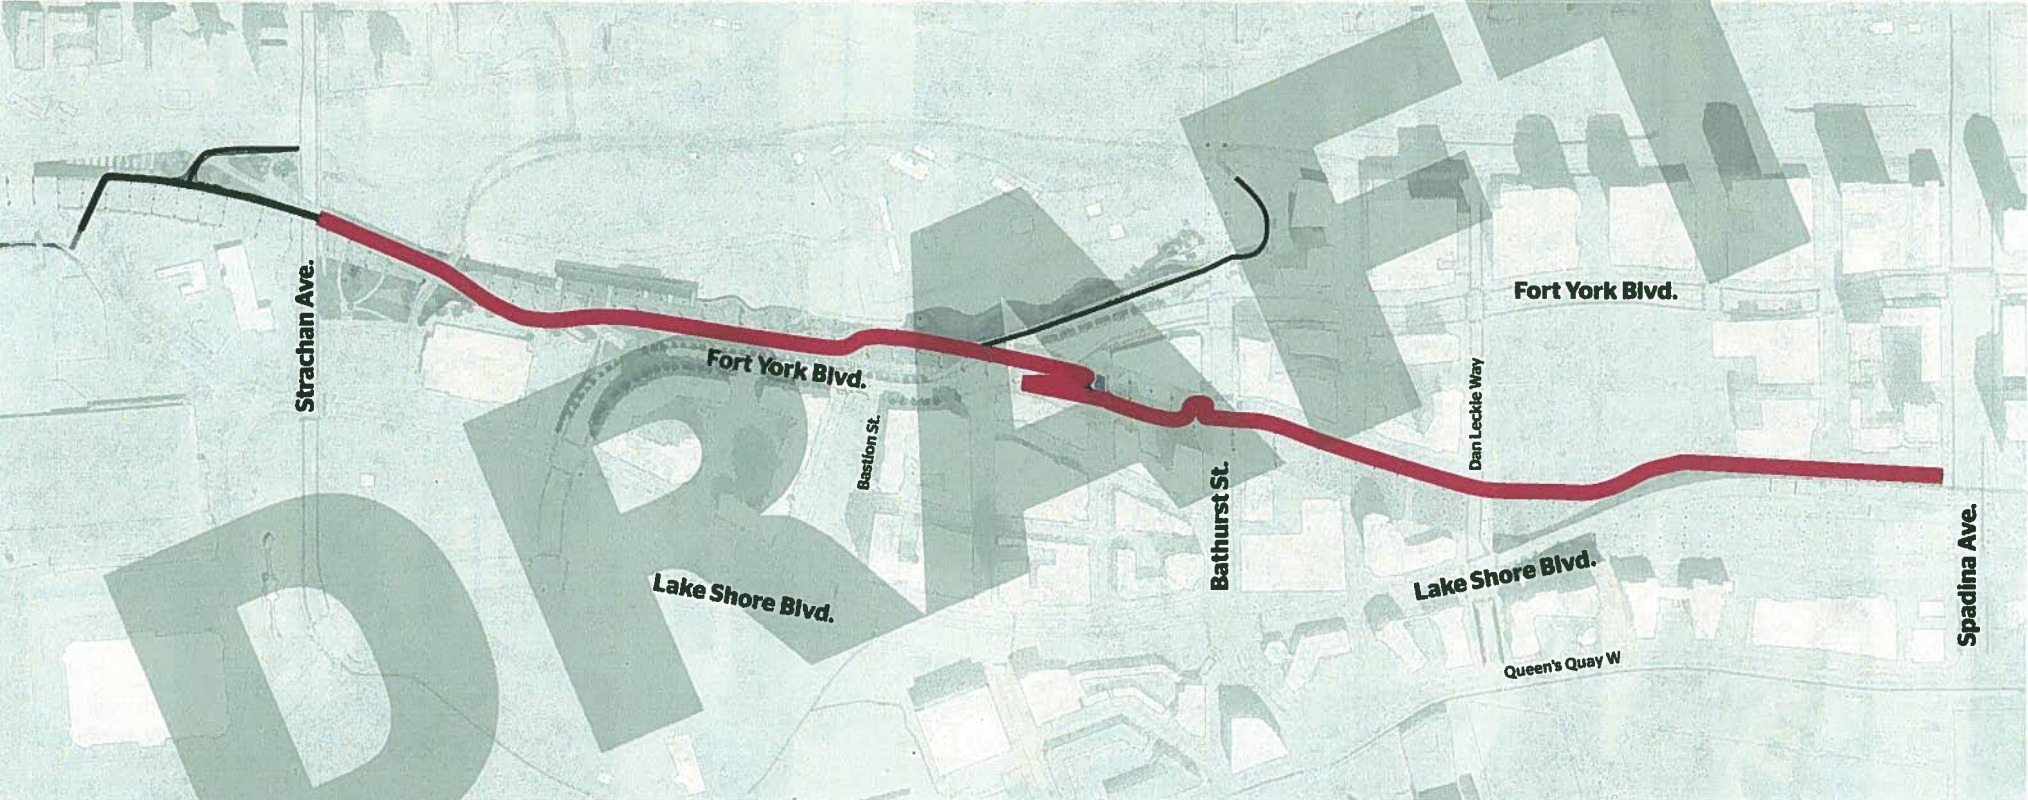 DRAFT
Fort York Blvd.
Strachan Ave.
Fort York Blvd.
Dan Leckie Way
Bastion St.
Bathurst St.
Spadina Ave.
Lake Shore Blvd.
Lake Shore Blvd.
Queen's Quay W